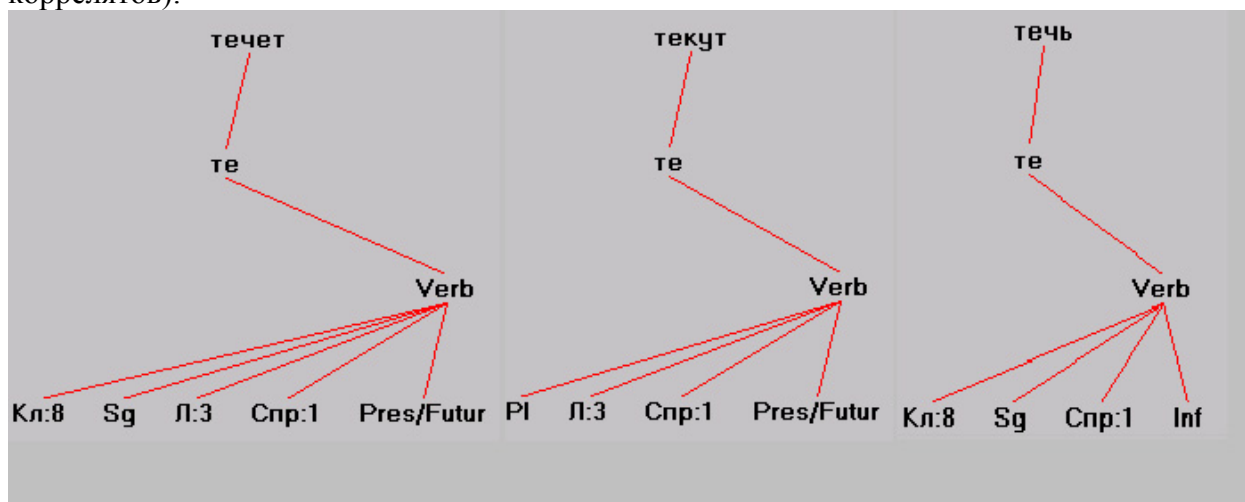 коррелятов).
течет текут течь
те те те
Verb Verb Verb
Кл:8 Sg Л:3 Спр:1 Pres/Futur Pl Л:3 Спр:1 Pres/Futur Кл:8 Sg Спр:1 Inf